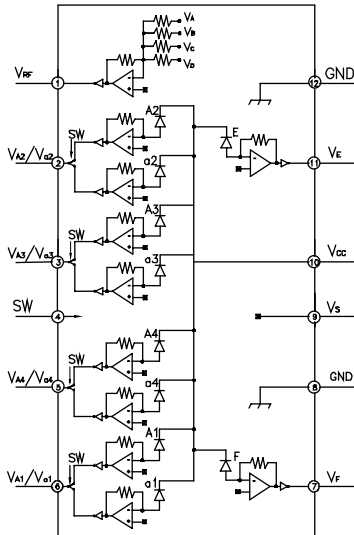 VA
VB
VC
VD
VRF
1
12
GND
SW
A2
E
VA2/Va2
2
a2
11
VE
SW
A3
VA3/Va3
3
a3
10
VCC
SW
4
9
VS
SW
A4
VA4/Va4
5
a4
8
GND
SW
A1
F
VA1/Va1
6
a1
7
VF